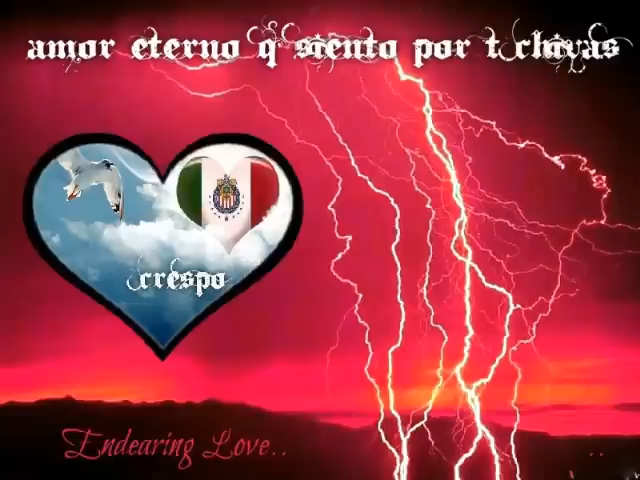 amor eterno q' siento por t chivas
crespo
Endearing Love..
..